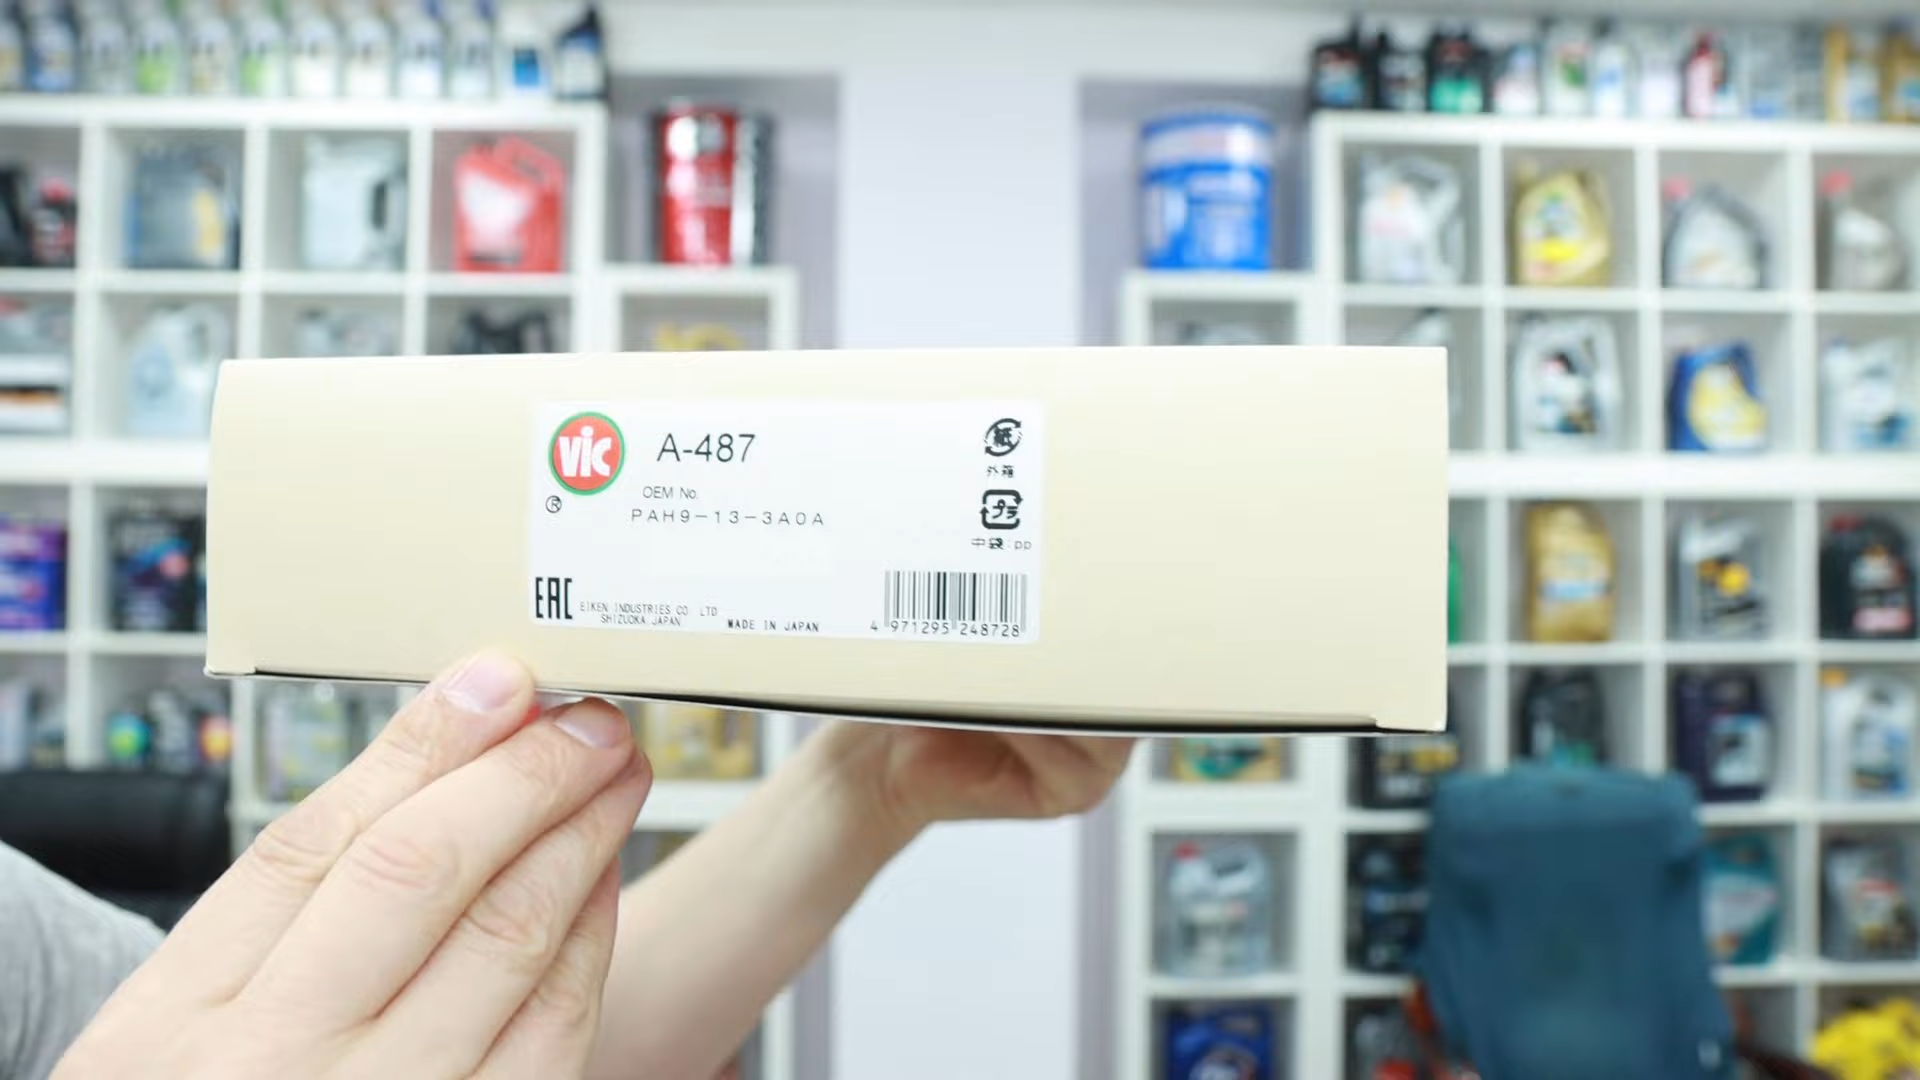 VIC
A-487
®
OEM No.
PAH9-13-3A0A
紙
外箱
プラ
中袋:pp
EAC
EIKEN INDUSTRIES CO. LTD
SHIZUOKA JAPAN
MADE IN JAPAN
4 971295 248728